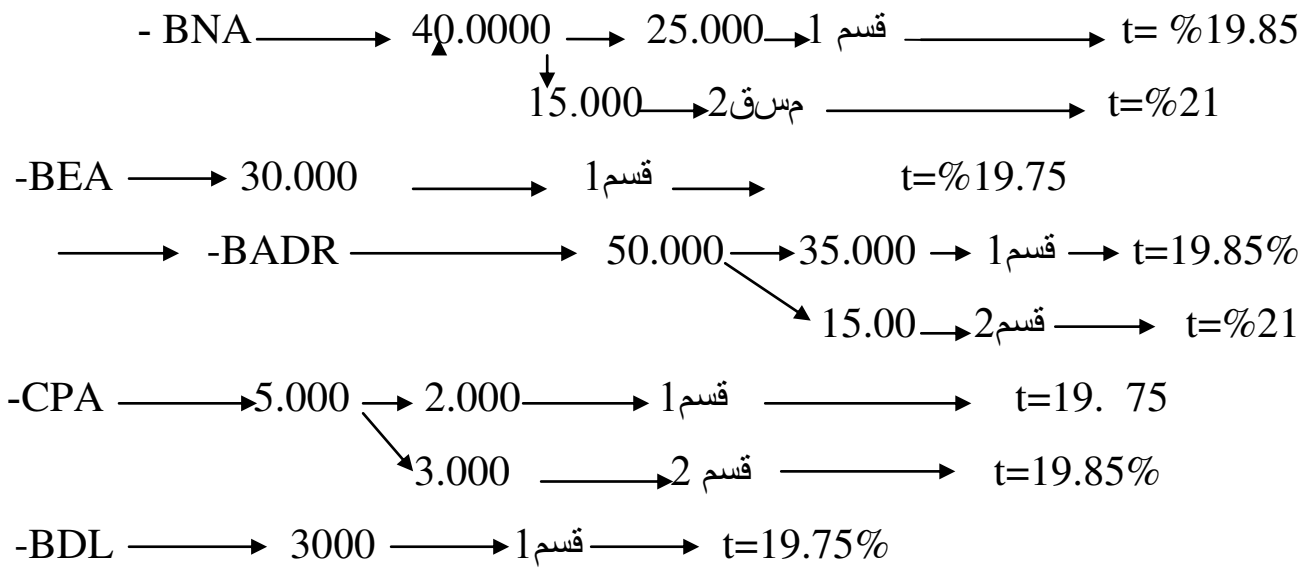 - BNA 40.0000 25.000 قسم 1 t= %19.85
15.000 مسق2 t=%21
-BEA 30.000 قسم1 t=%19.75
-BADR 50.000 35.000 قسم1 t=19.85%
15.00 قسم2 t=%21
-CPA 5.000 2.000 قسم1 t=19. 75
3.000 قسم 2 t=19.85%
-BDL 3000 قسم1 t=19.75%